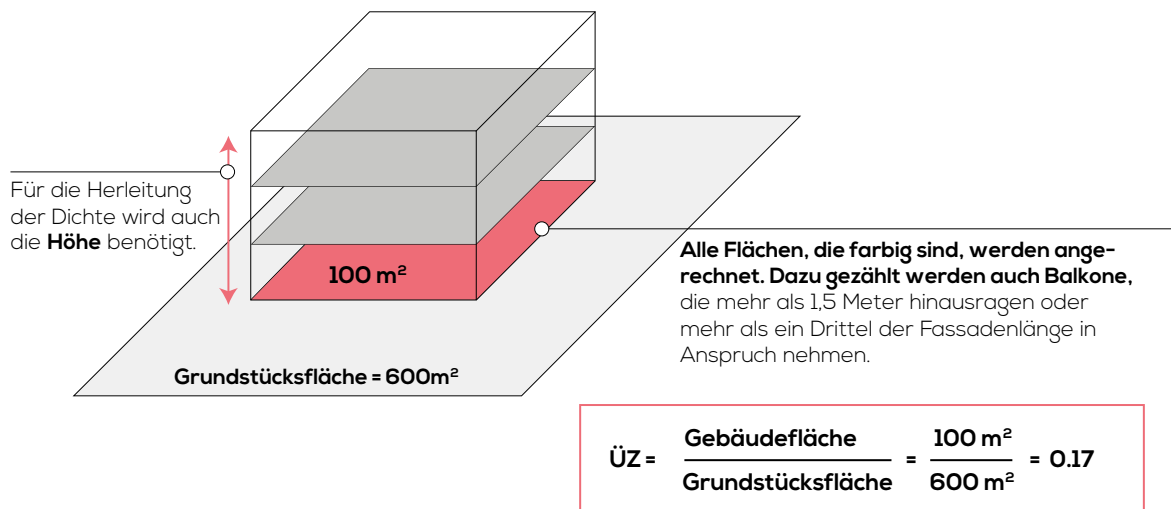 Für die Herleitung
der Dichte wird auch
die Höhe benötigt.
100 m²
Grundstücksfläche = 600m²
Alle Flächen, die farbig sind, werden ange-
rechnet. Dazu gezählt werden auch Balkone,
die mehr als 1,5 Meter hinausragen oder
mehr als ein Drittel der Fassadenlänge in
Anspruch nehmen.
ÜZ = Gebäudefläche / Grundstücksfläche = 100 m² / 600 m² = 0.17